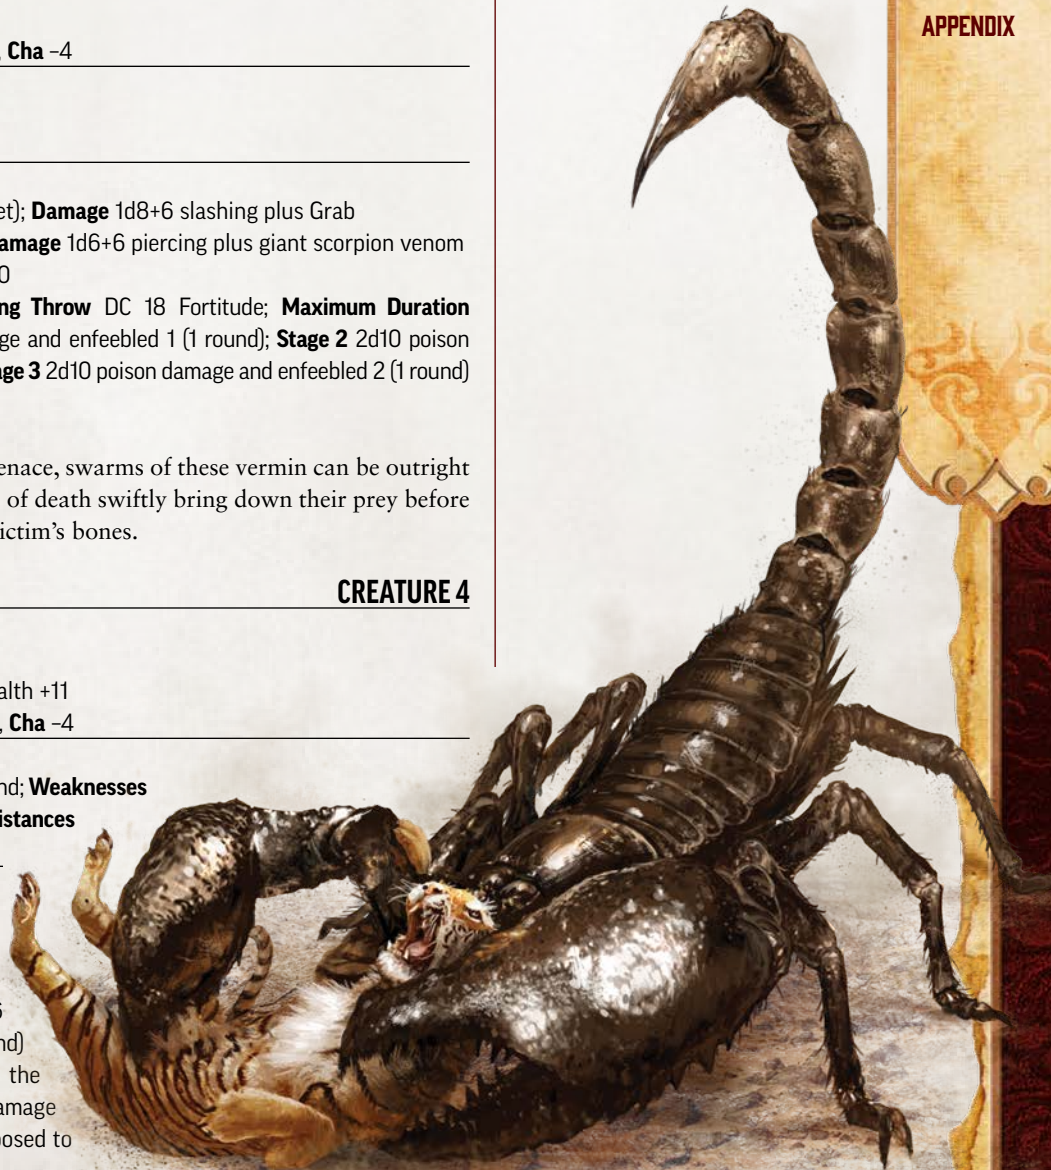 APPENDIX
, Cha –4
et); Damage 1d8+6 slashing plus Grab
amage 1d6+6 piercing plus giant scorpion venom
0
ng Throw DC 18 Fortitude; Maximum Duration
ge and enfeebled 1 (1 round); Stage 2 2d10 poison
age 3 2d10 poison damage and enfeebled 2 (1 round)
enace, swarms of these vermin can be outright
of death swiftly bring down their prey before
ictim's bones.
CREATURE 4
alth +11
, Cha –4
nd; Weaknesses
istances
nd)
the
amage
osed to